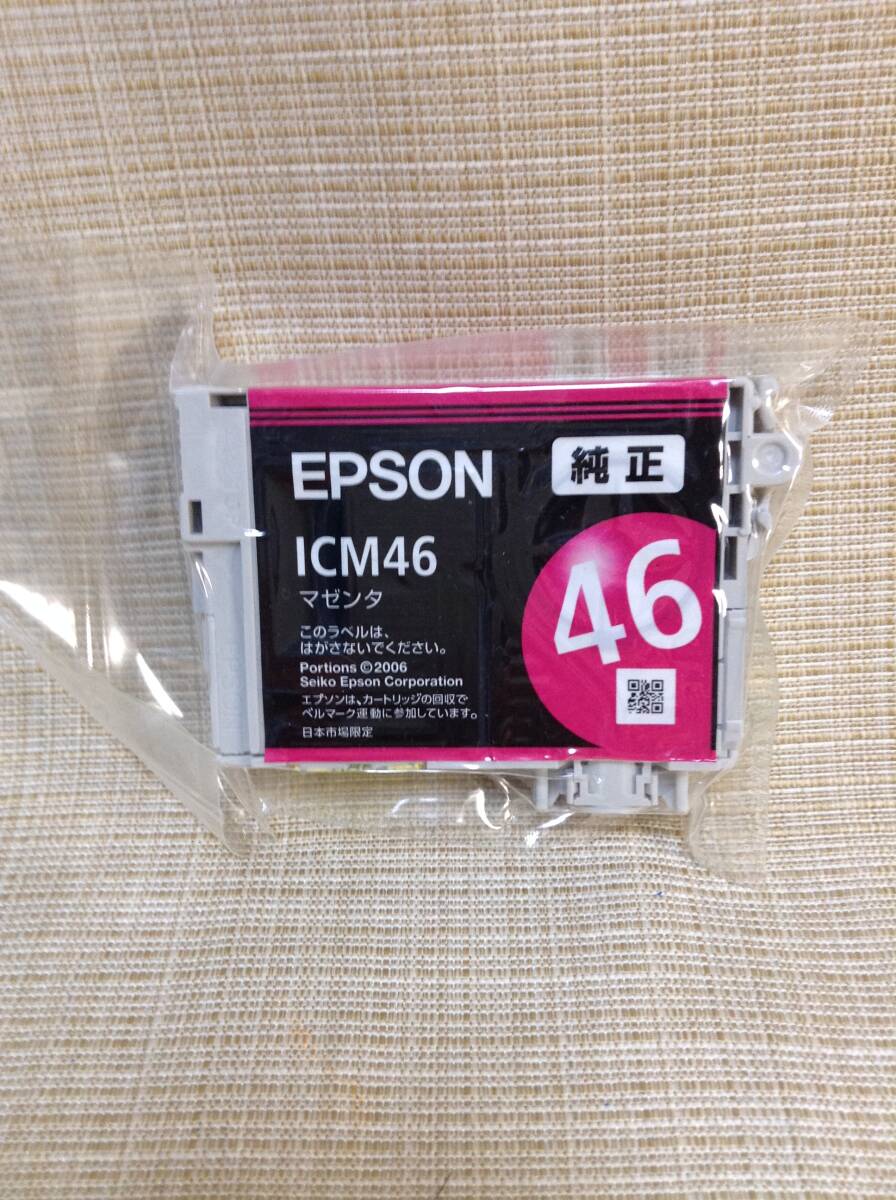 EPSON
純正
ICM46
マゼンタ
46
このラベルは、
はがさないでください。
Portions ©2006
Seiko Epson Corporation
エプソンは、カートリッジの回収で
ベルマーク運動に参加しています。
日本市場限定